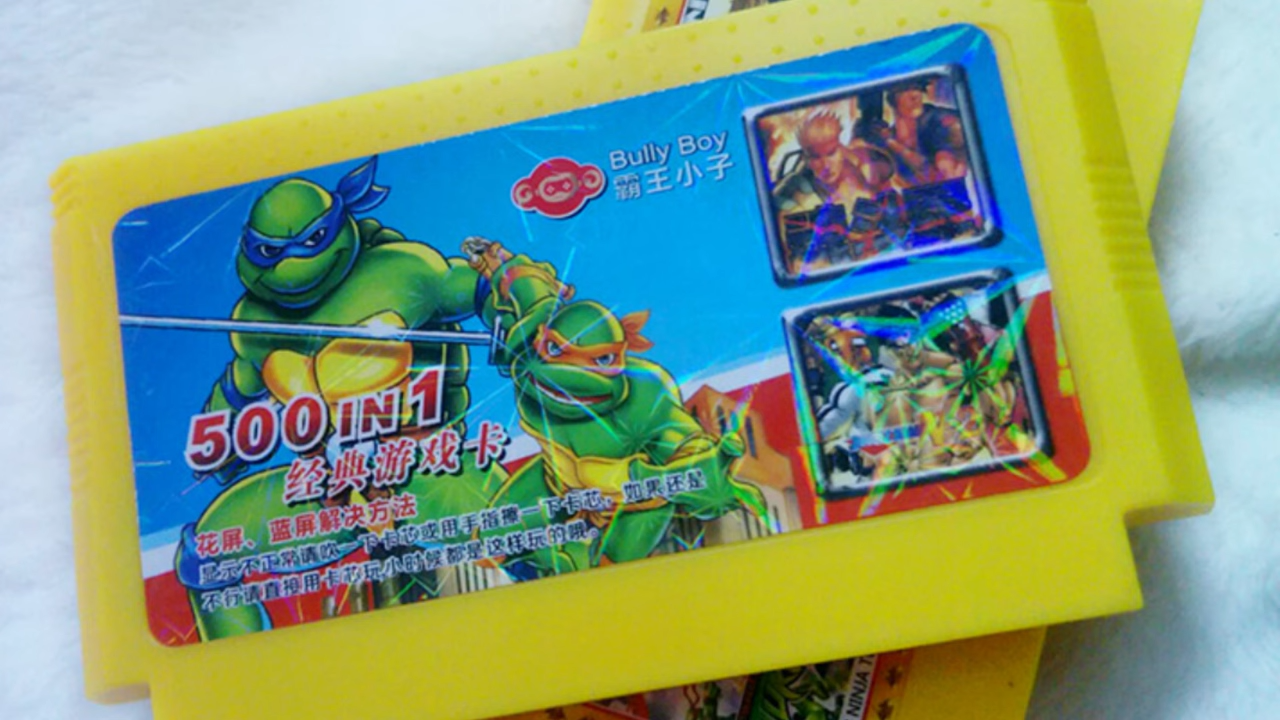 Bully Boy
霸王小子
500 IN 1
经典游戏卡
花屏、蓝屏解决方法
显示不正常请吹一下卡芯或用手指擦一下卡芯，如果还是
不行请直接用卡芯玩小时候都是这样玩的哦。
NINJA T